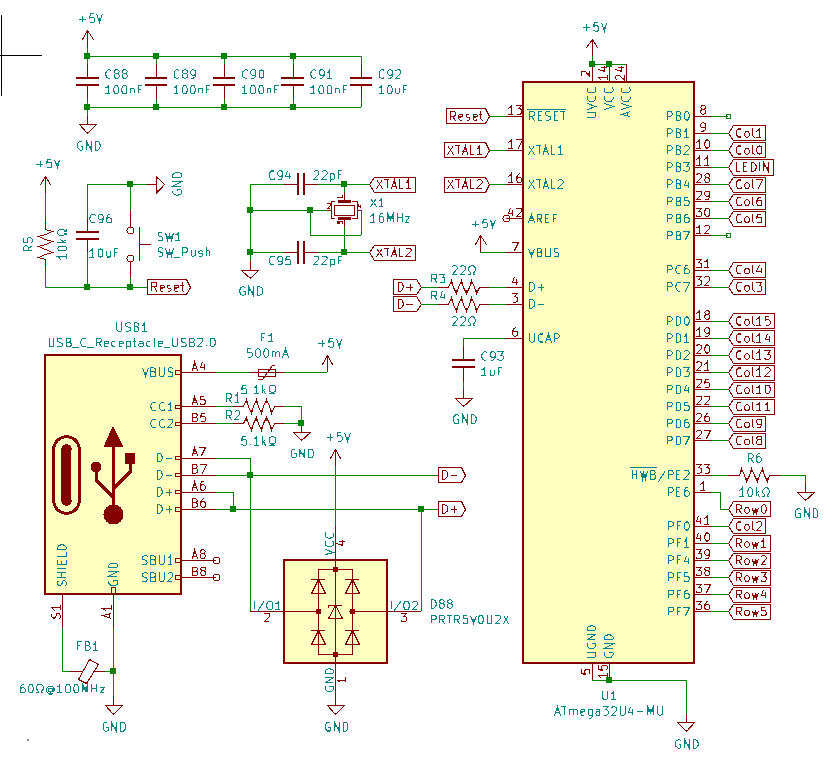 +5V
C88
100nF
C89
100nF
C90
100nF
C91
100nF
C92
10uF
GND
+5V
R5
10kΩ
C96
10uF
GND
SW1
SW_Push
Reset
C94
22pF
XTAL1
X1
16MHz
1
2
3
4
C95
22pF
XTAL2
GND
USB1
USB_C_Receptacle_USB2.0
VBUS
A4
CC1
A5
CC2
B5
D-
A7
D-
B7
D+
A6
D+
B6
SBU1
A8
SBU2
B8
SHIELD
S1
GND
A1
FB1
60Ω@100MHz
GND
F1
500mA
+5V
R1
5.1kΩ
R2
5.1kΩ
GND
D-
D+
+5V
VCC
4
I/O1
2
I/O2
3
GND
1
D88
PRTR5V0U2X
GND
+5V
2
14
24
UVCC
VCC
AVCC
Reset
13
RESET
XTAL1
17
XTAL1
XTAL2
16
XTAL2
42
AREF
+5V
7
VBUS
D+
R3
22Ω
4
D+
D-
R4
22Ω
3
D-
6
UCAP
C93
1uF
GND
PB0
8
PB1
9
Col1
PB2
10
Col0
PB3
11
LEDIN
PB4
28
Col7
PB5
29
Col6
PB6
30
Col5
PB7
12
PC6
31
Col4
PC7
32
Col3
PD0
18
Col15
PD1
19
Col14
PD2
20
Col13
PD3
21
Col12
PD4
25
Col10
PD5
22
Col11
PD6
26
Col9
PD7
27
Col8
HWB/PE2
33
R6
10kΩ
GND
PE6
1
Row0
PF0
41
Col2
PF1
40
Row1
PF4
39
Row2
PF5
38
Row3
PF6
37
Row4
PF7
36
Row5
UGND
GND
5
15
U1
ATmega32U4-MU
GND